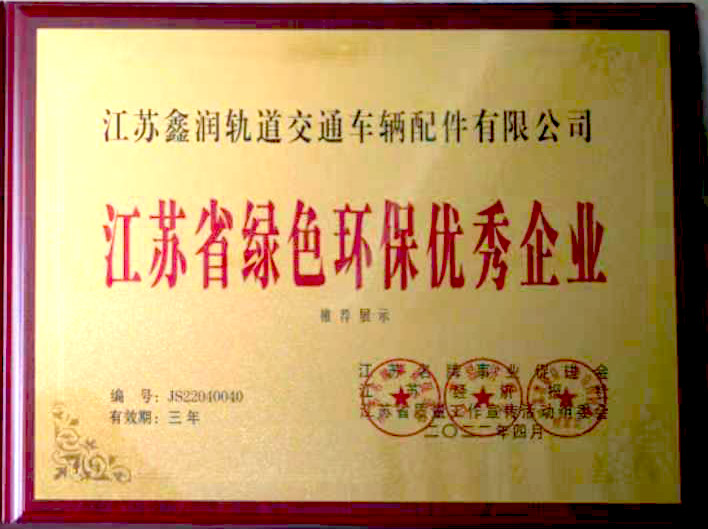 江苏鑫润轨道交通车辆配件有限公司
江苏省绿色环保优秀企业
推荐展示
编 号：JS22040040
有效期：三年
江苏名牌事业促进会
江苏经济报社
江苏省质量工作宣传活动组委会
二〇二二年四月